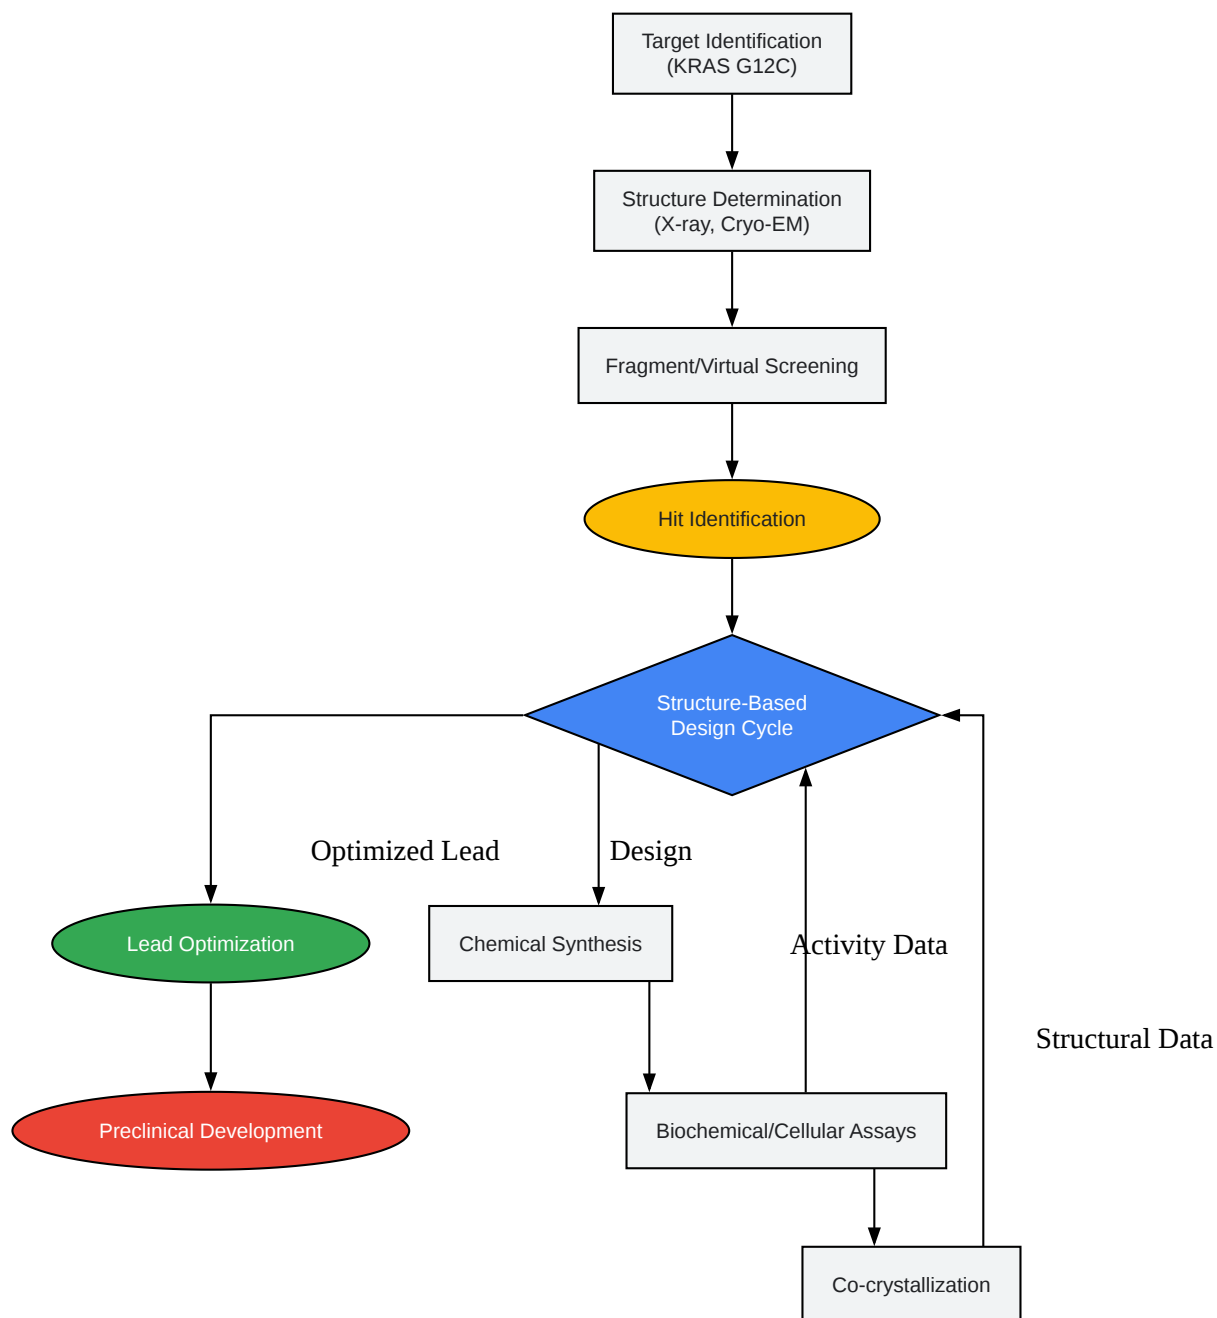 Target Identification
(KRAS G12C)
Structure Determination
(X-ray, Cryo-EM)
Fragment/Virtual Screening
Hit Identification
Structure-Based
Design Cycle
Optimized Lead
Design
Lead Optimization
Chemical Synthesis
Activity Data
Structural Data
Preclinical Development
Biochemical/Cellular Assays
Co-crystallization